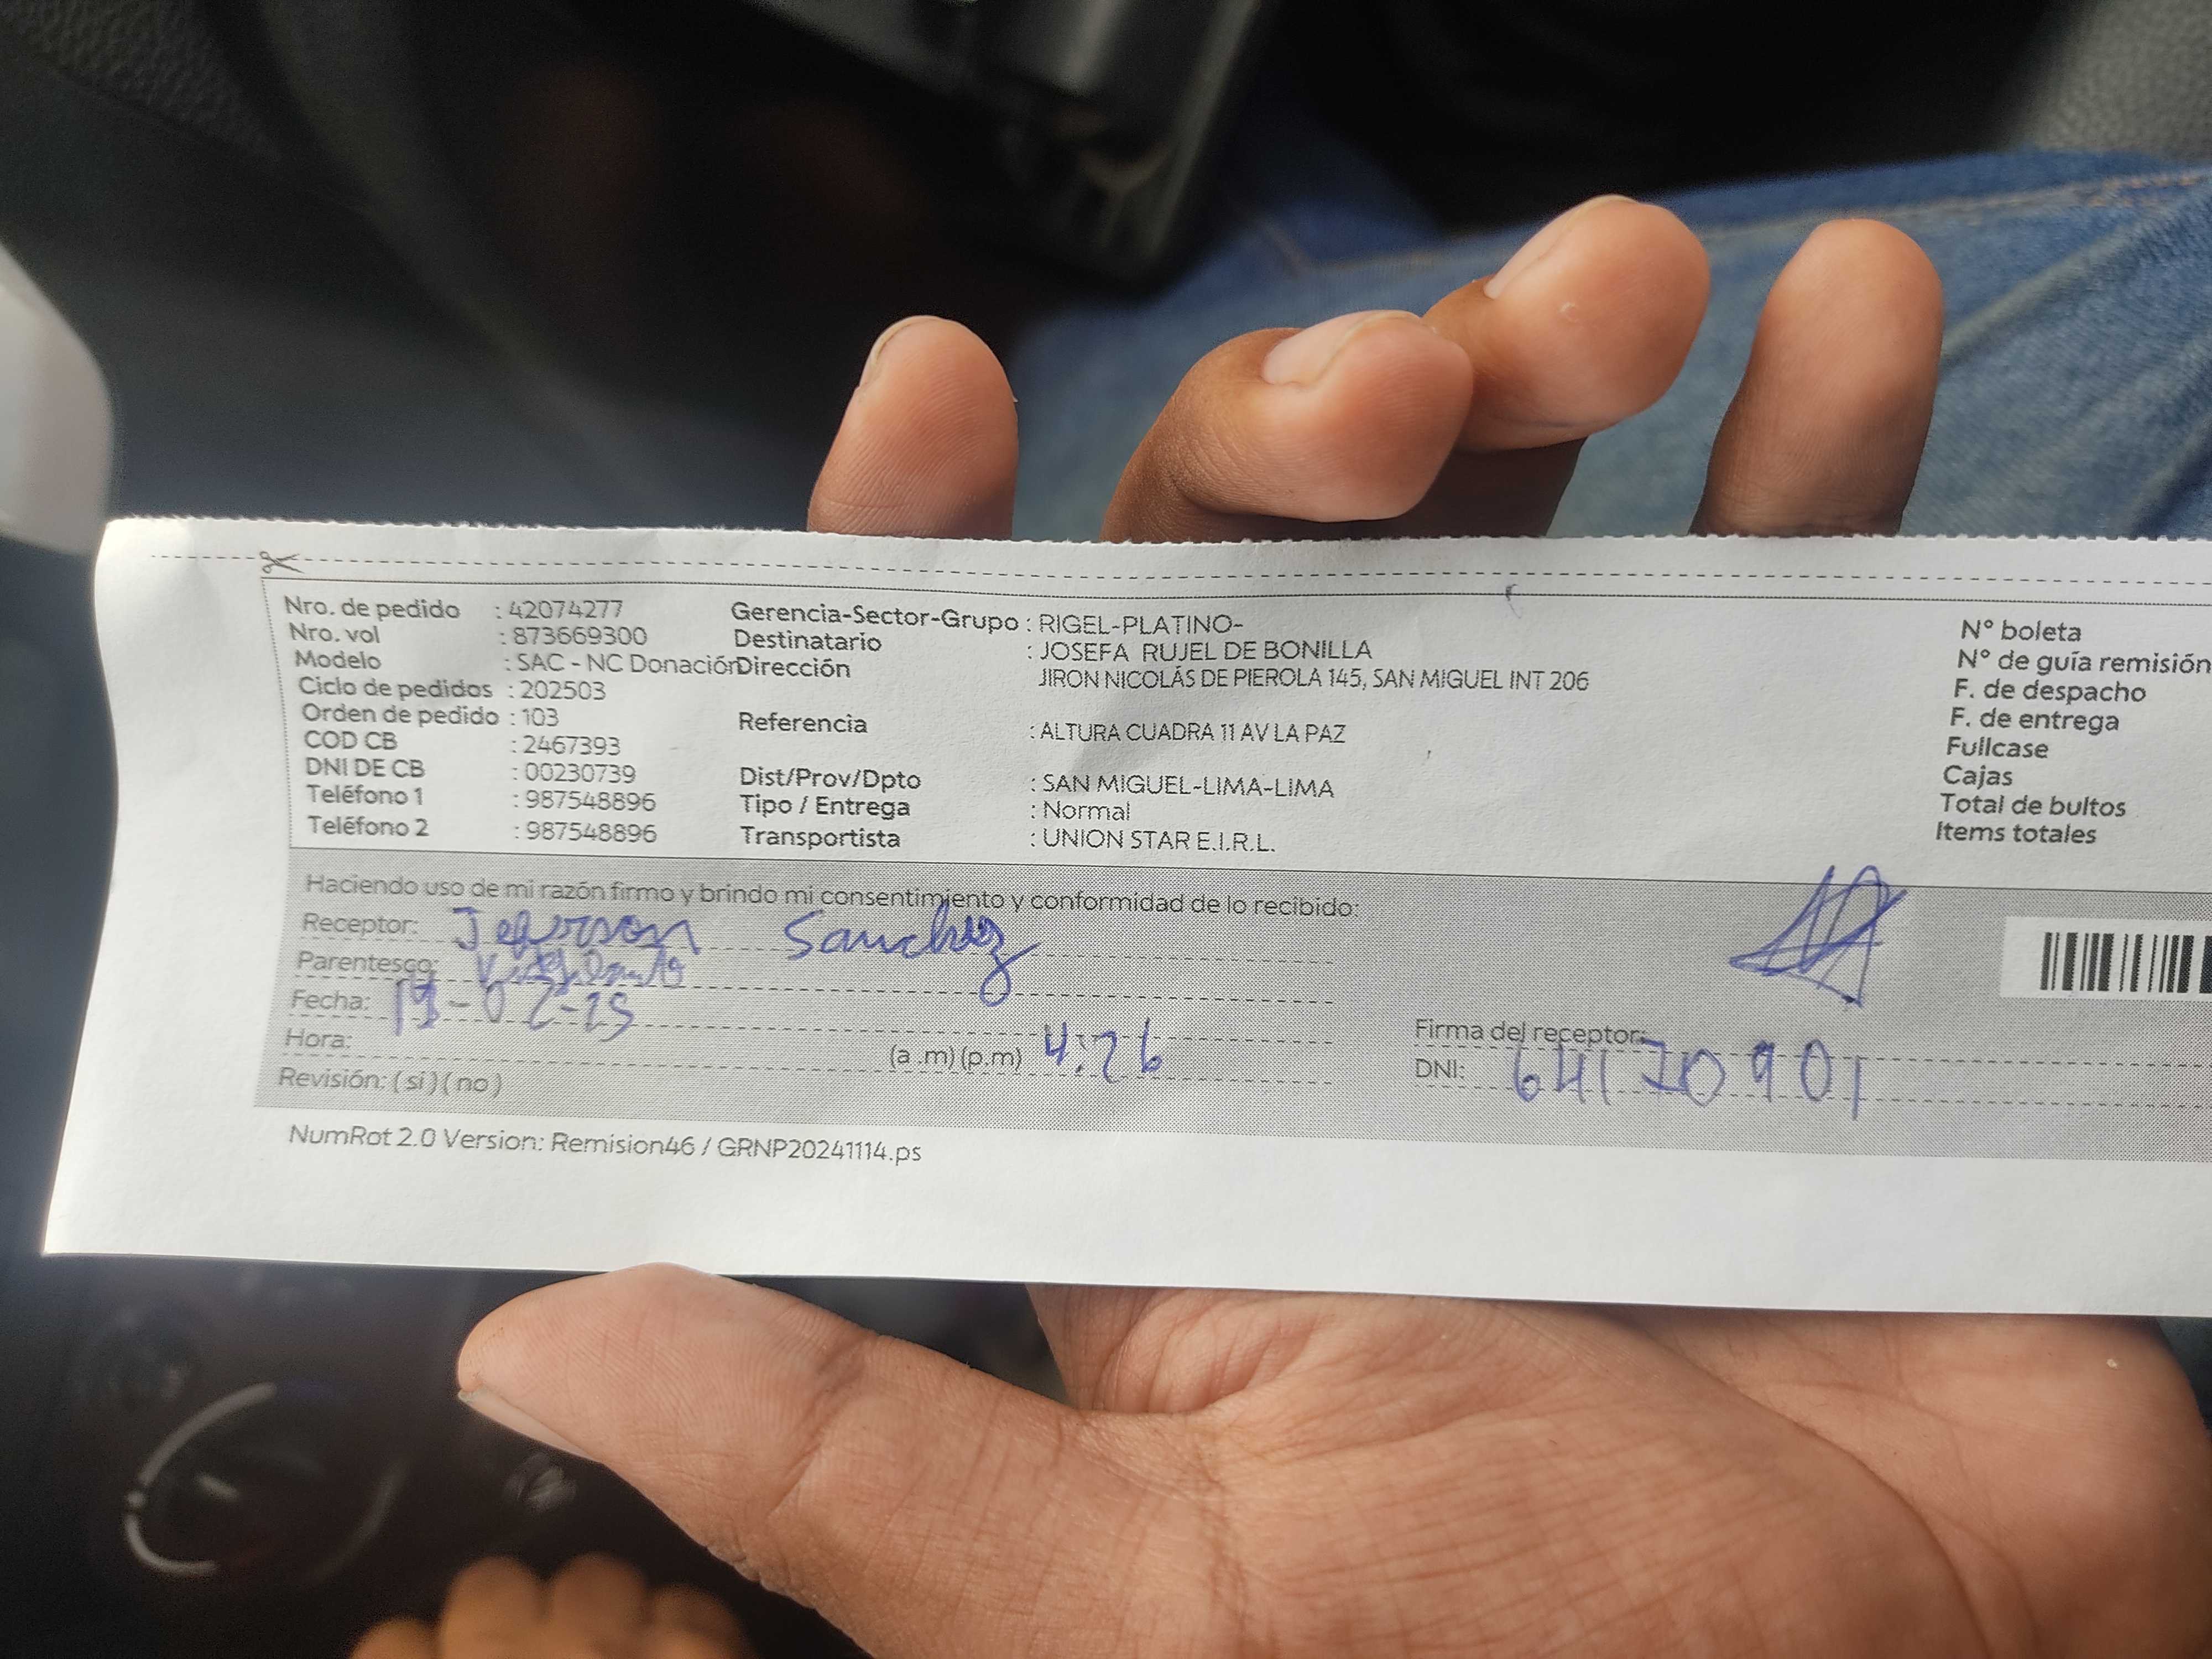 Nro. de pedido : 42074277
Nro. vol : 873669300
Modelo : SAC - NC Donación
Ciclo de pedidos : 202503
Orden de pedido : 103
COD CB : 2467393
DNI DE CB : 00230739
Teléfono 1 : 987548896
Teléfono 2 : 987548896
Gerencia-Sector-Grupo : RIGEL-PLATINO-
Destinatario : JOSEFA RUJEL DE BONILLA
Dirección JIRON NICOLÁS DE PIEROLA 145, SAN MIGUEL INT 206
Referencia : ALTURA CUADRA 11 AV LA PAZ
Dist/Prov/Dpto : SAN MIGUEL-LIMA-LIMA
Tipo / Entrega : Normal
Transportista : UNION STAR E.I.R.L.
N° boleta
N° de guía remisión
F. de despacho
F. de entrega
Fullcase
Cajas
Total de bultos
Items totales
Haciendo uso de mi razón firmo y brindo mi consentimiento y conformidad de lo recibido:
Receptor: Jeferson Sanchez
Parentesco:
Fecha: 19-02-25
Hora: (a .m) (p.m) 4:26
Revisión: ( si ) ( no )
Firma del receptor:
DNI: 64170901
NumRot 2.0 Version: Remision46 / GRNP20241114.ps